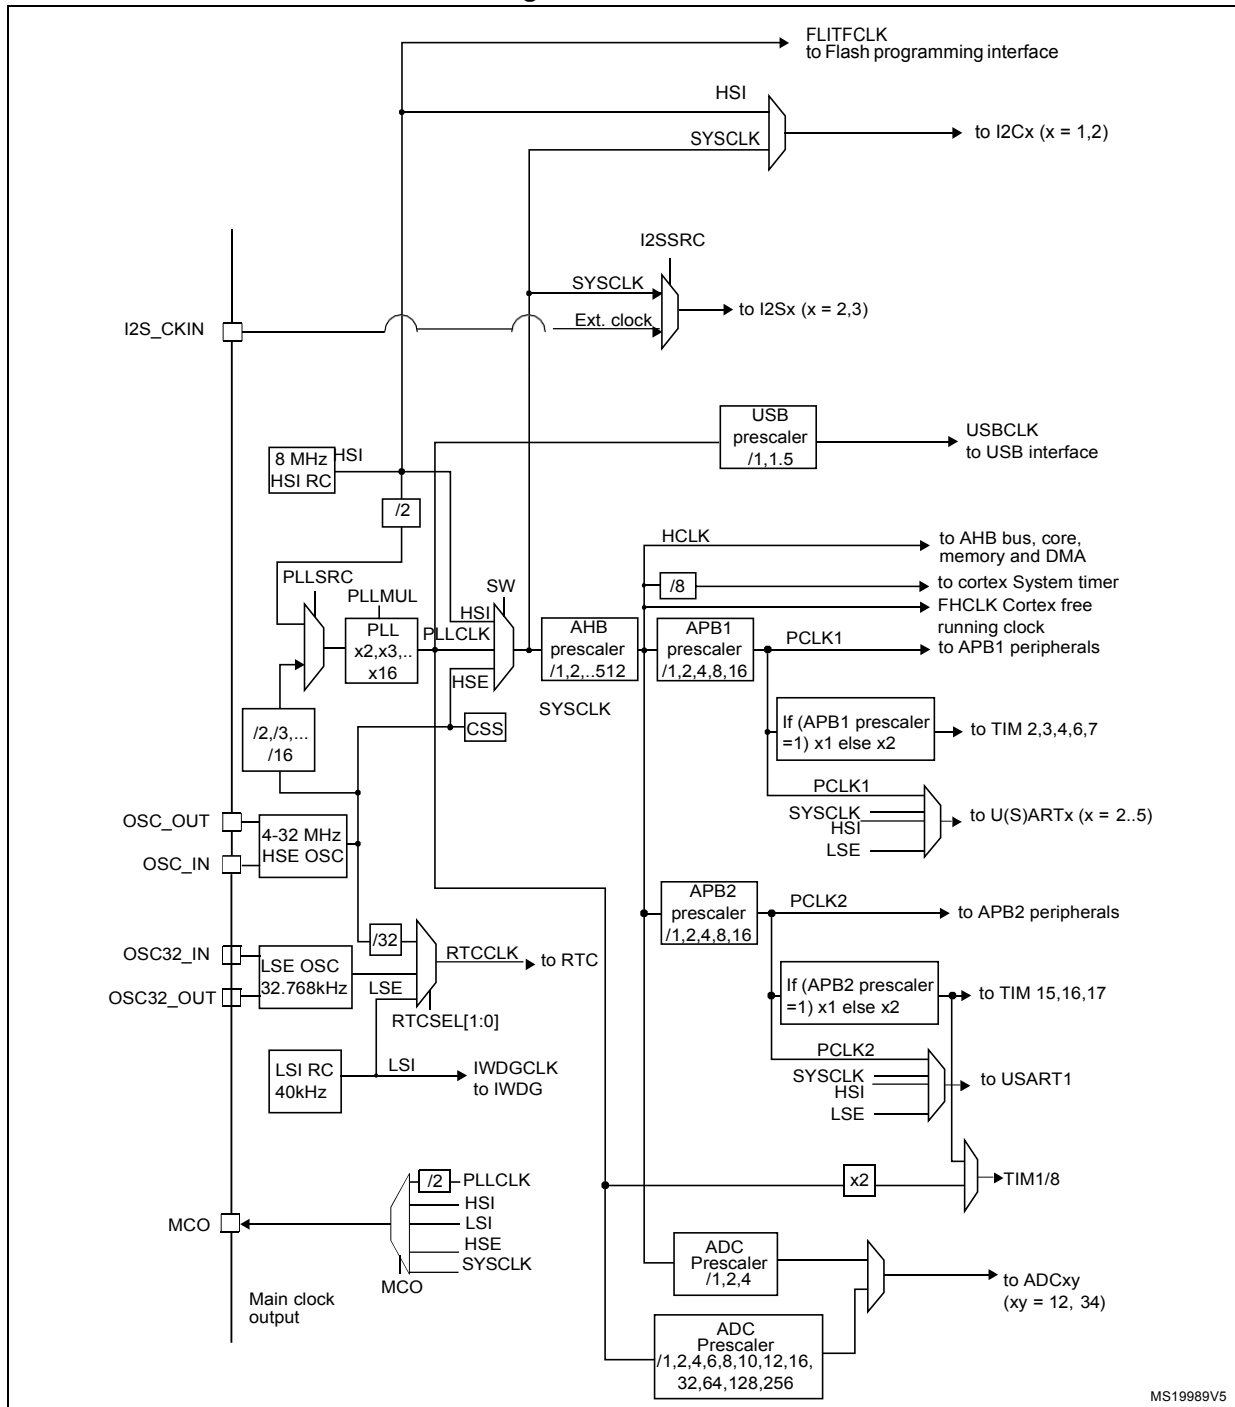 FLITFCLK
to Flash programming interface
HSI
SYSCLK
to I2Cx (x = 1,2)
I2SSRC
SYSCLK
to I2Sx (x = 2,3)
I2S_CKIN
Ext. clock
USB
prescaler
/1,1.5
USBCLK
to USB interface
8 MHz
HSI RC
HSI
/2
HCLK
to AHB bus, core,
memory and DMA
/8
to cortex System timer
FHCLK Cortex free
running clock
PLLSRC
PLLMUL
PLL
x2,x3,..
x16
SW
HSI
PLLCLK
HSE
AHB
prescaler
/1,2,..512
APB1
prescaler
/1,2,4,8,16
PCLK1
to APB1 peripherals
SYSCLK
CSS
/2,/3,...
/16
If (APB1 prescaler
=1) x1 else x2
to TIM 2,3,4,6,7
PCLK1
SYSCLK
HSI
LSE
to U(S)ARTx (x = 2..5)
OSC_OUT
OSC_IN
4-32 MHz
HSE OSC
APB2
prescaler
/1,2,4,8,16
PCLK2
to APB2 peripherals
/32
OSC32_IN
OSC32_OUT
LSE OSC
32.768kHz
LSE
RTCCLK
to RTC
RTCSEL[1:0]
If (APB2 prescaler
=1) x1 else x2
to TIM 15,16,17
LSI RC
40kHz
LSI
IWDGCLK
to IWDG
PCLK2
SYSCLK
HSI
LSE
to USART1
x2
TIM1/8
/2
PLLCLK
HSI
LSI
HSE
SYSCLK
MCO
MCO
Main clock
output
ADC
Prescaler
/1,2,4
to ADCxy
(xy = 12, 34)
ADC
Prescaler
/1,2,4,6,8,10,12,16,
32,64,128,256
MS19989V5